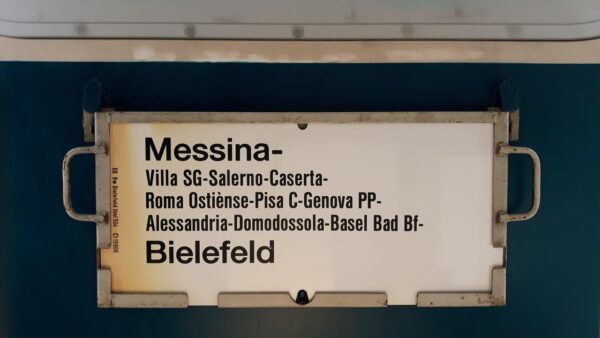 Messina-
Villa SG-Salerno-Caserta-
Roma Ostiènse-Pisa C-Genova PP-
Alessandria-Domodossola-Basel Bad Bf-
Bielefeld